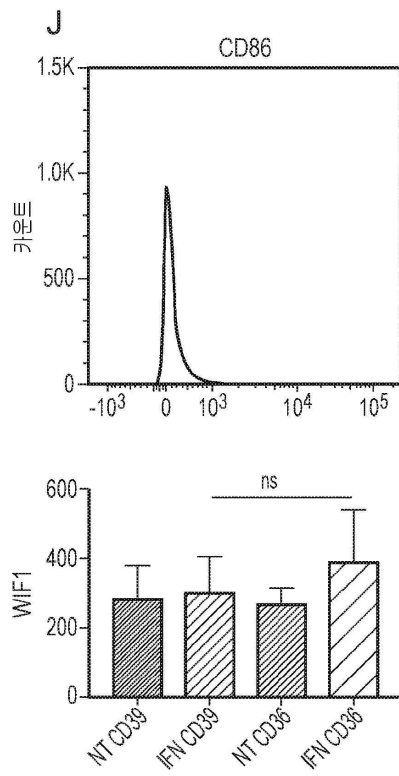 J
CD86
1.5K
1.0K
500
0
카운트
-10³ 0 10³ 10⁴ 10⁵
600
400
200
0
WIF1
ns
NT CD39
IFN CD39
NT CD36
IFN CD36